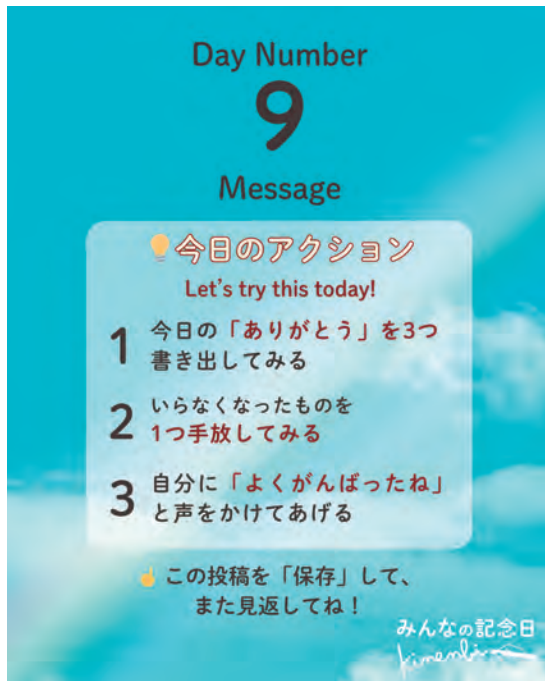 Day Number
9
Message
💡今日のアクション
Let's try this today!
1 今日の「ありがとう」を3つ
書き出してみる
2 いらなくなったものを
1つ手放してみる
3 自分に「よくがんばったね」
と声をかけてあげる
☝️この投稿を「保存」して、
また見返してね！
みんなの記念日